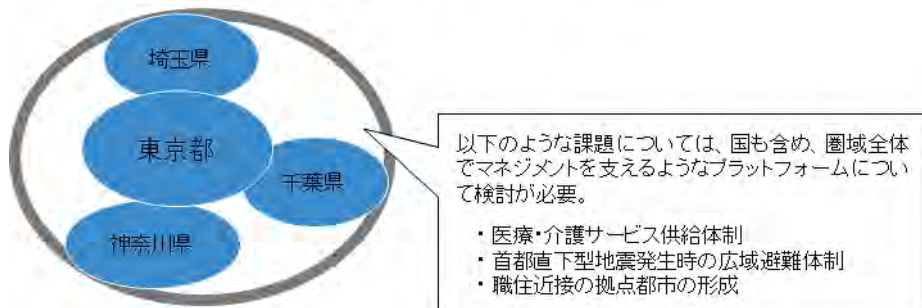 埼玉県
東京都
千葉県
神奈川県
以下のような課題については、国も含め、圏域全体
でマネジメントを支えるようなプラットフォームについ
て検討が必要。
・医療・介護サービス供給体制
・首都直下型地震発生時の広域避難体制
・職住近接の拠点都市の形成